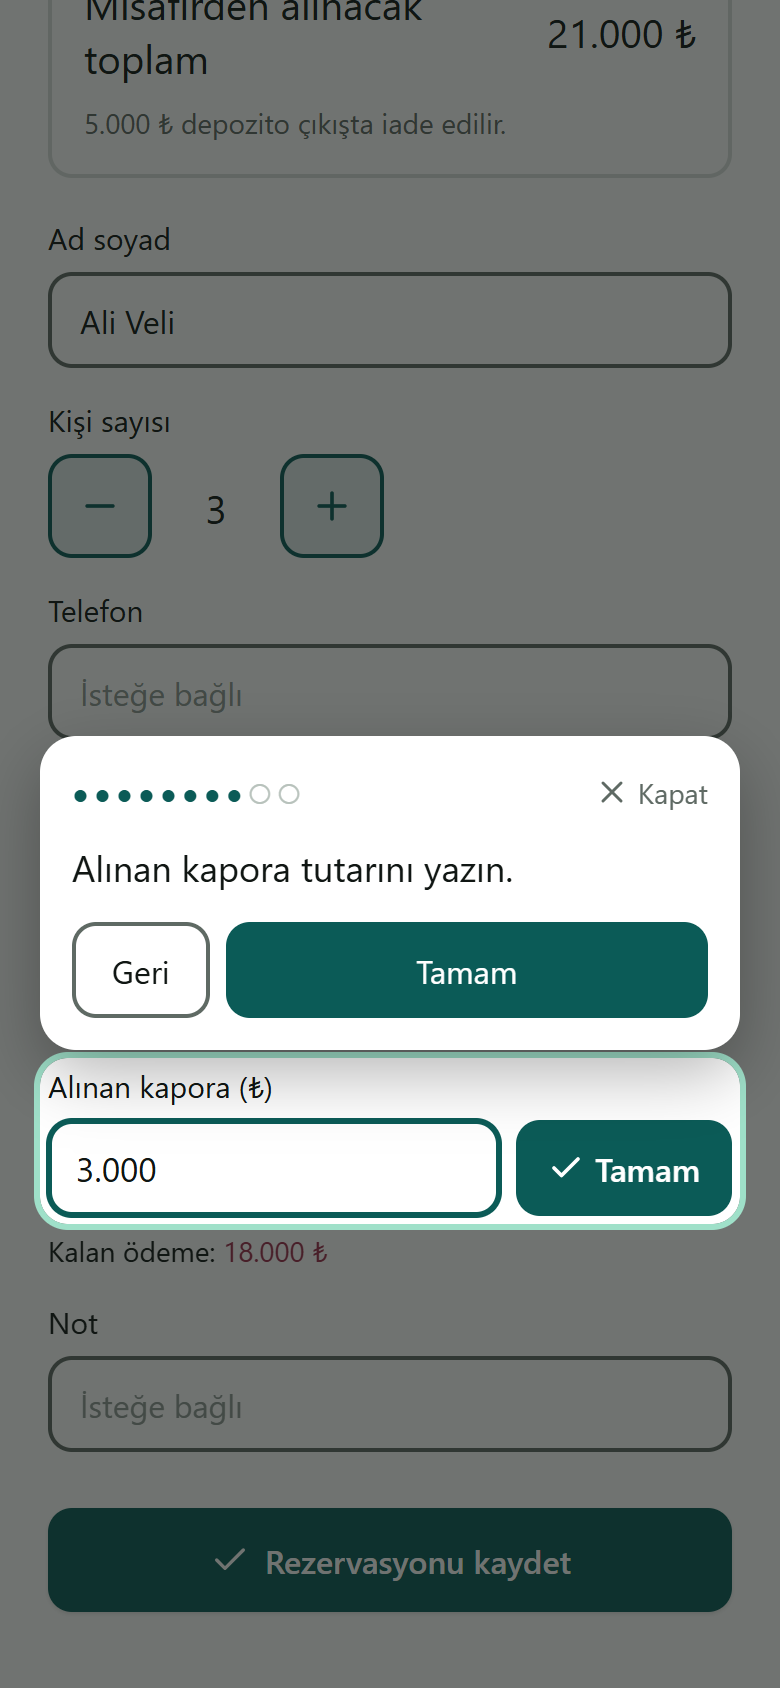 Misafirden alınacak
toplam
21.000 ₺
5.000 ₺ depozito çıkışta iade edilir.
Ad soyad
Ali Veli
Kişi sayısı
3
Telefon
İsteğe bağlı
Kapat
Alınan kapora tutarını yazın.
Geri
Tamam
Alınan kapora (₺)
3.000
Tamam
Kalan ödeme: 18.000 ₺
Not
İsteğe bağlı
Rezervasyonu kaydet